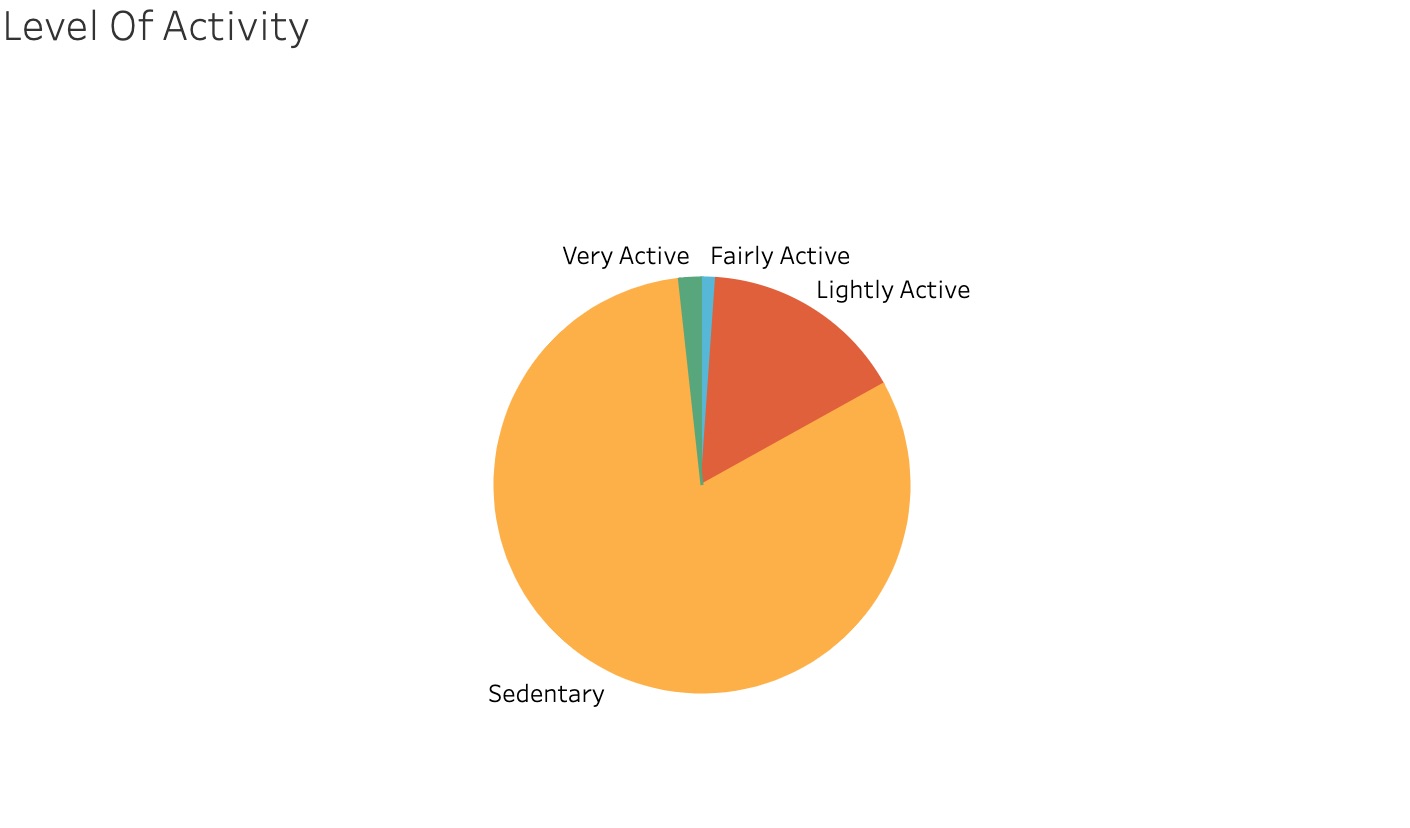 Level Of Activity
Very Active
Fairly Active
Lightly Active
Sedentary